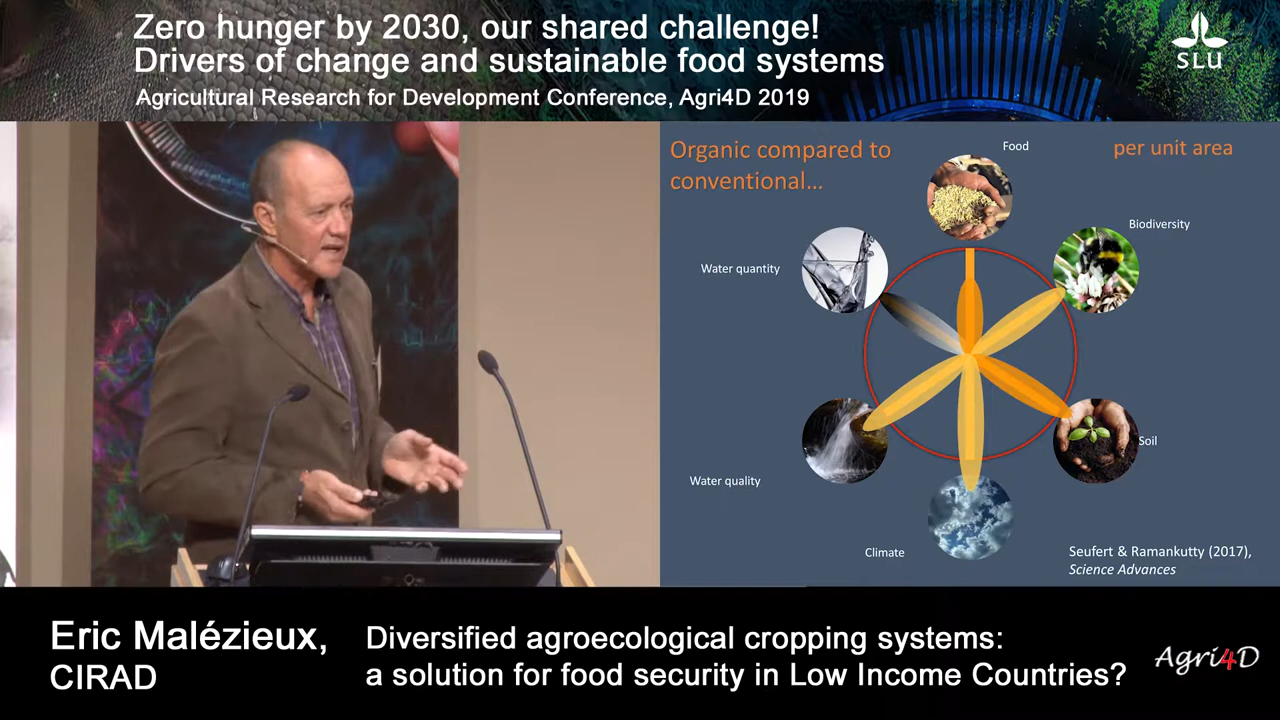 Zero hunger by 2030, our shared challenge!
Drivers of change and sustainable food systems
Agricultural Research for Development Conference, Agri4D 2019
SLU
Organic compared to
conventional...
per unit area
Food
Biodiversity
Water quantity
Soil
Water quality
Climate
Seufert & Ramankutty (2017),
Science Advances
Eric Malézieux,
CIRAD
Diversified agroecological cropping systems:
a solution for food security in Low Income Countries?
Agri4D